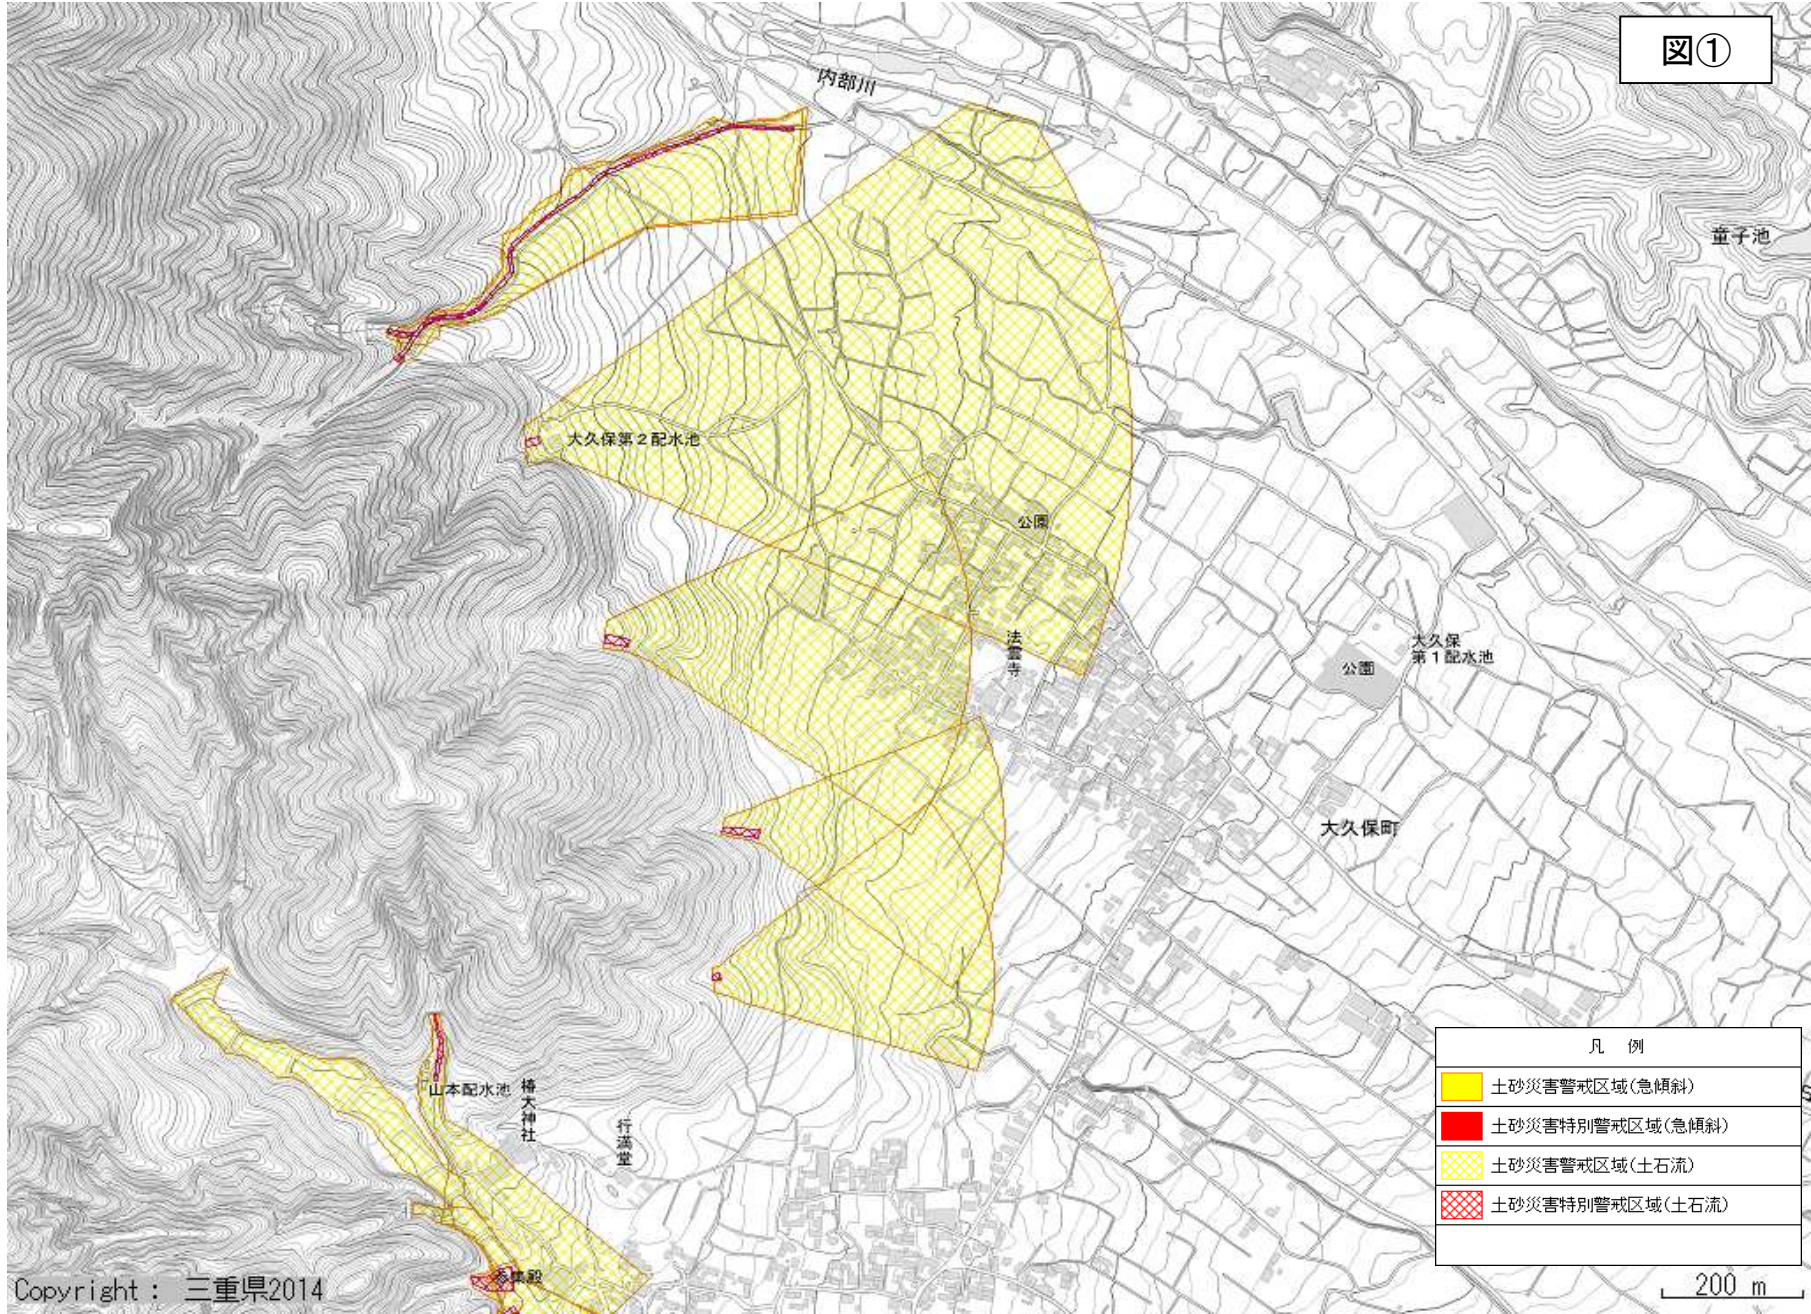 図①
内部川
童子池
大久保第2配水池
公園
法雲寺
大久保
第1配水池
公園
大久保町
山本配水池
椿大神社
行満堂
凡 例
土砂災害警戒区域(急傾斜)
土砂災害特別警戒区域(急傾斜)
土砂災害警戒区域(土石流)
土砂災害特別警戒区域(土石流)
Copyright : 三重県2014
200 m